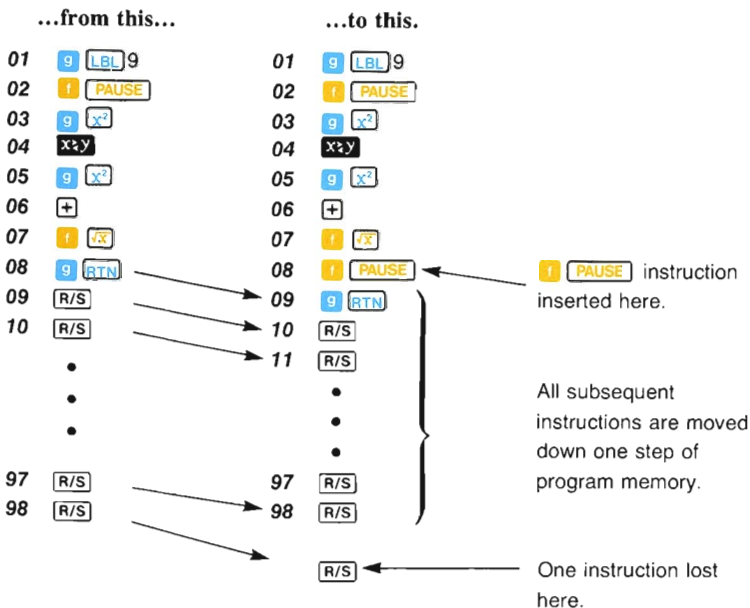 ...from this... ...to this.
01 g LBL 9 01 g LBL 9
02 f PAUSE 02 f PAUSE
03 g x² 03 g x²
04 x≷y 04 x≷y
05 g x² 05 g x²
06 + 06 +
07 f √x 07 f √x
08 g RTN 08 f PAUSE f PAUSE instruction
09 R/S 09 g RTN inserted here.
10 R/S 10 R/S
11 R/S
All subsequent
instructions are moved
down one step of
program memory.
97 R/S 97 R/S
98 R/S 98 R/S
R/S One instruction lost
here.